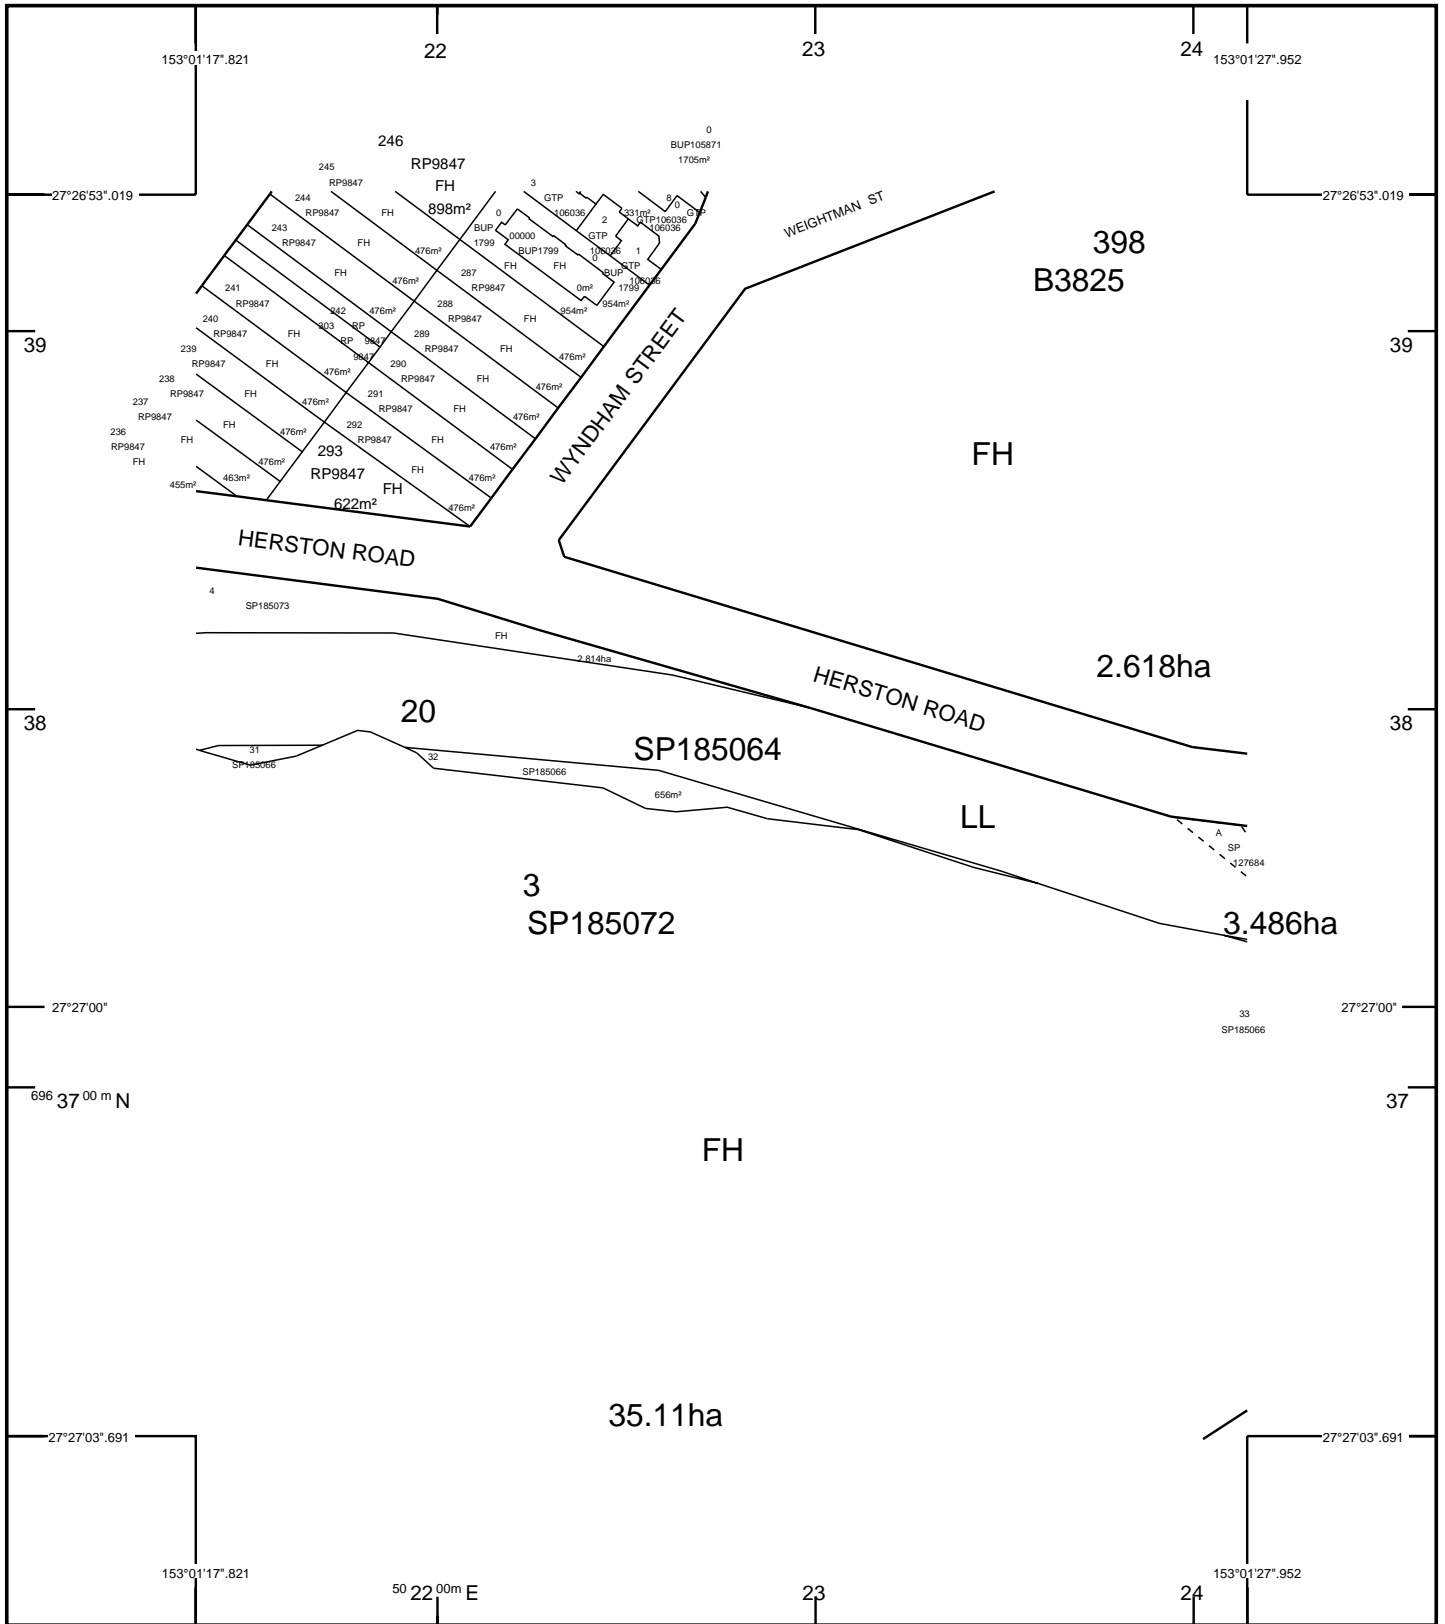 22
23
24
153°01'17".821
153°01'27".952
27°26'53".019
27°26'53".019
246
RP9847
FH
898m²
0
BUP105871
1705m²
245
RP9847
FH
476m²
244
RP9847
FH
476m²
243
RP9847
FH
476m²
3
GTP
106036
331m²
8
GTP106036
0
GTP
106036
2
GTP
106036
1
GTP
106036
0
BUP
1799
00000
BUP1799
FH
FH
0
BUP
1799
0m²
954m²
954m²
WEIGHTMAN ST
398
B3825
FH
2.618ha
39
39
242
RP
9847
303
RP
9847
241
RP9847
FH
476m²
240
RP9847
FH
476m²
239
RP9847
FH
476m²
238
RP9847
FH
476m²
237
RP9847
FH
463m²
236
RP9847
FH
455m²
287
RP9847
FH
476m²
288
RP9847
FH
476m²
289
RP9847
FH
476m²
290
RP9847
FH
476m²
291
RP9847
FH
476m²
292
RP9847
FH
476m²
293
RP9847
FH
622m²
WYNDHAM STREET
HERSTON ROAD
4
SP185073
FH
2.814ha
HERSTON ROAD
38
38
20
SP185064
LL
3.486ha
31
SP185066
32
SP185066
656m²
A
SP
127684
3
SP185072
27°27'00"
27°27'00"
33
SP185066
696 37 00 m N
37
FH
35.11ha
27°27'03".691
27°27'03".691
153°01'17".821
153°01'27".952
50 22 00m E
23
24